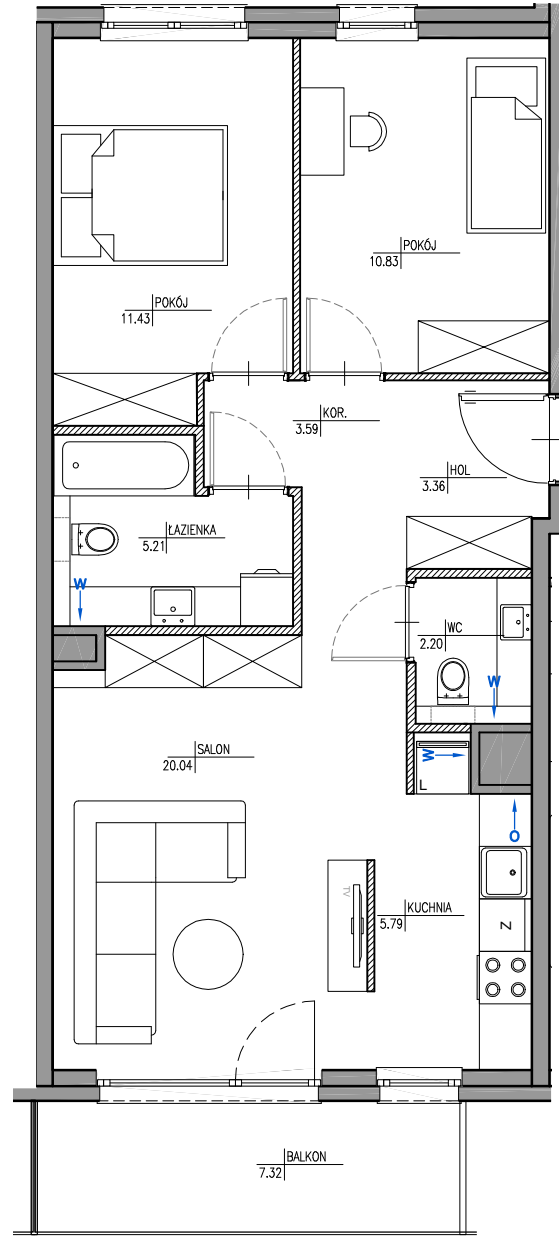 POKÓJ
10.83
POKÓJ
11.43
KOR.
3.59
HOL
3.36
ŁAZIENKA
5.21
W
WC
2.20
W
SALON
20.04
W
L
O
TV
KUCHNIA
5.79
Z
BALKON
7.32